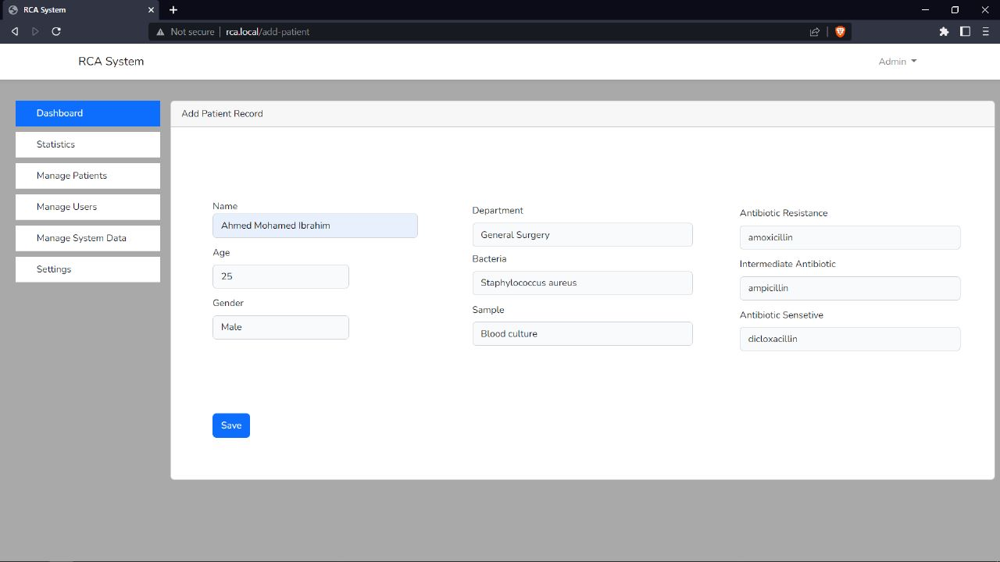 RCA System
Not secure | rca.local/add-patient
RCA System
Admin
Dashboard
Statistics
Manage Patients
Manage Users
Manage System Data
Settings
Add Patient Record
Name
Ahmed Mohamed Ibrahim
Age
25
Gender
Male
Department
General Surgery
Bacteria
Staphylococcus aureus
Sample
Blood culture
Antibiotic Resistance
amoxicillin
Intermediate Antibiotic
ampicillin
Antibiotic Sensetive
dicloxacillin
Save